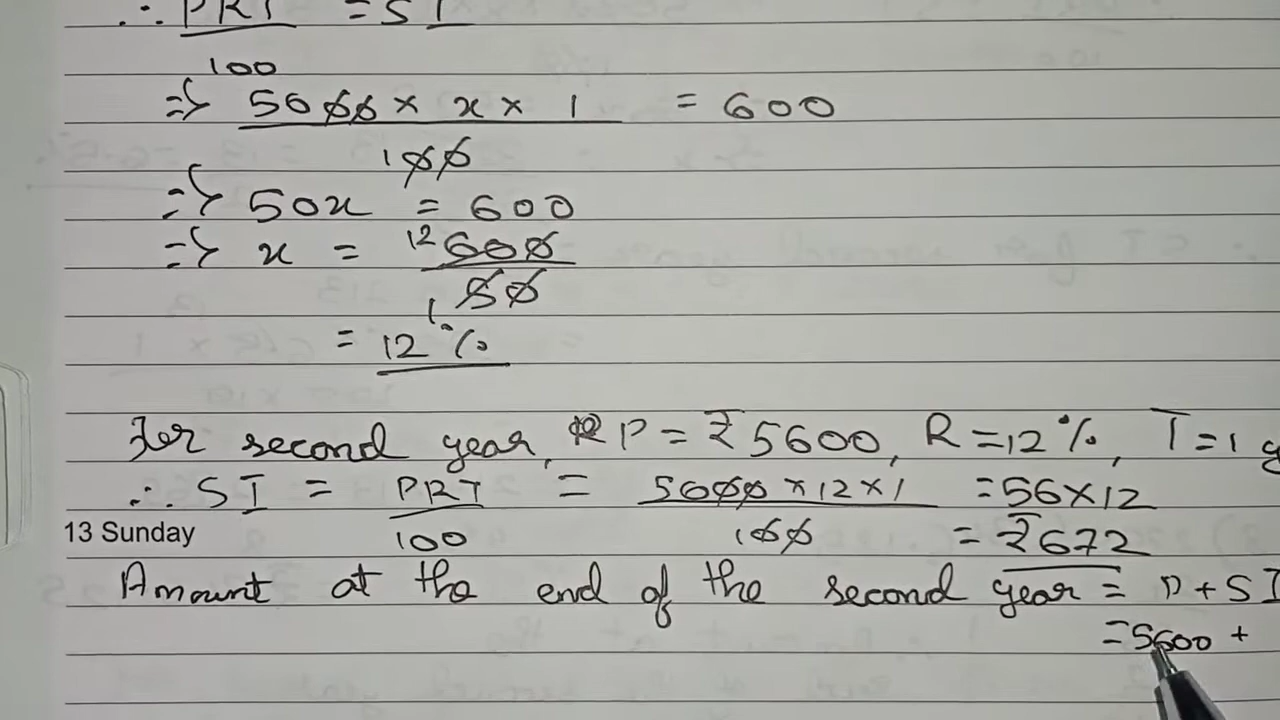 ∴ PRT = SI
100
=> 5000 × x × 1 = 600
100
=> 50x = 600
=> x = 12 600
1 50
= 12%
For second year, P = ₹5600, R = 12%, T = 1 y
∴ SI = PRT = 5600 × 12 × 1 = 56 × 12
13 Sunday 100 100 = ₹672
Amount at the end of the second year = P + SI
= 5600 +